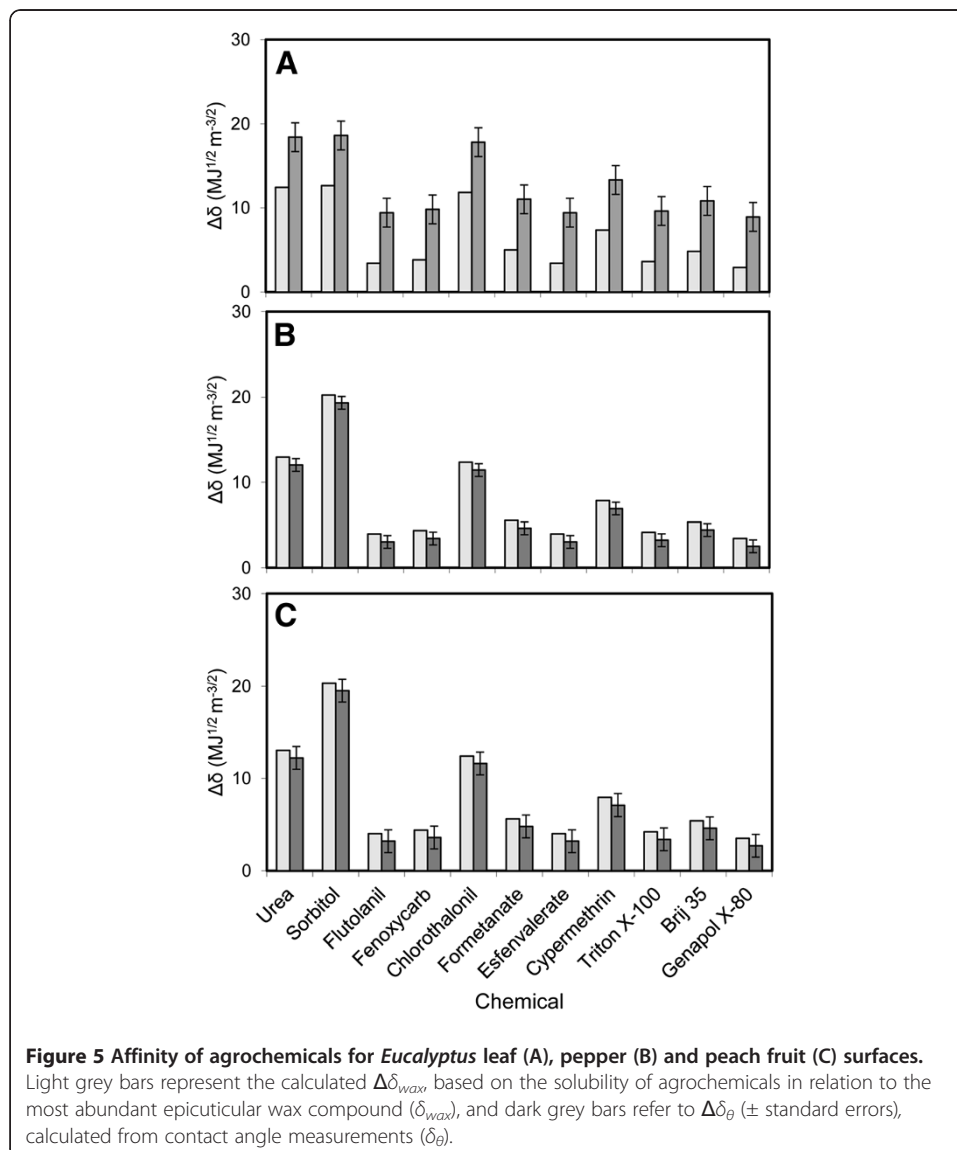 30
A
20
10
0
Δδ (MJ1/2 m-3/2)
30
B
20
10
0
Δδ (MJ1/2 m-3/2)
30
C
20
10
0
Δδ (MJ1/2 m-3/2)
Urea
Sorbitol
Flutolanil
Fenoxycarb
Chlorothalonil
Formetanate
Esfenvalerate
Cypermethrin
Triton X-100
Brij 35
Genapol X-80
Chemical
Figure 5 Affinity of agrochemicals for Eucalyptus leaf (A), pepper (B) and peach fruit (C) surfaces.
Light grey bars represent the calculated Δδwax, based on the solubility of agrochemicals in relation to the
most abundant epicuticular wax compound (δwax), and dark grey bars refer to Δδθ (± standard errors),
calculated from contact angle measurements (δθ).